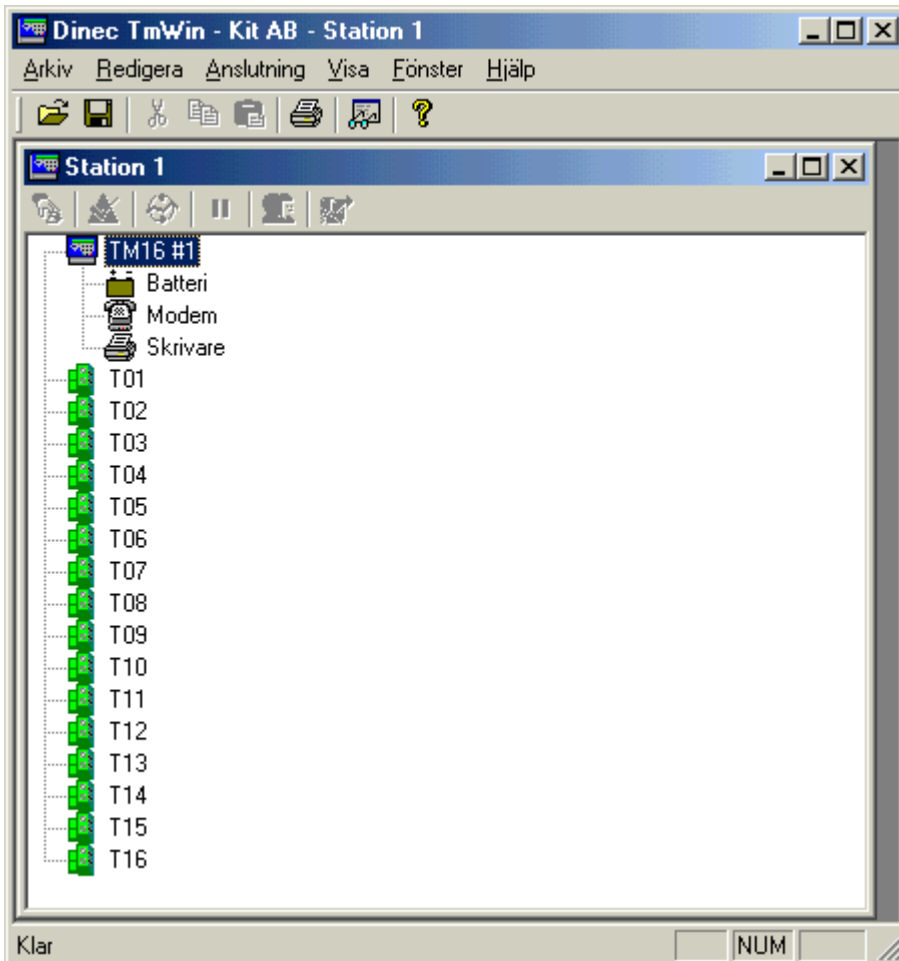 Dinec TmWin - Kit AB - Station 1
Arkiv Redigera Anslutning Visa Fönster Hjälp
Station 1
TM16 #1
Batteri
Modem
Skrivare
T01
T02
T03
T04
T05
T06
T07
T08
T09
T10
T11
T12
T13
T14
T15
T16
Klar NUM